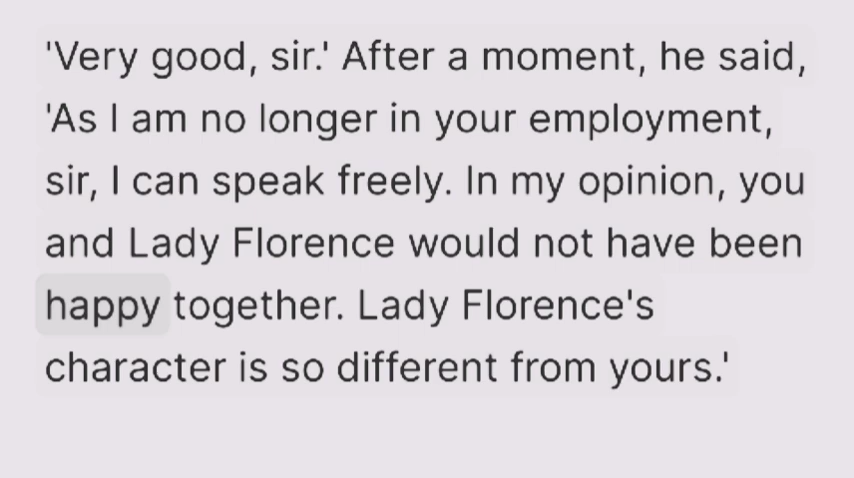 'Very good, sir.' After a moment, he said,
'As I am no longer in your employment,
sir, I can speak freely. In my opinion, you
and Lady Florence would not have been
happy together. Lady Florence's
character is so different from yours.'